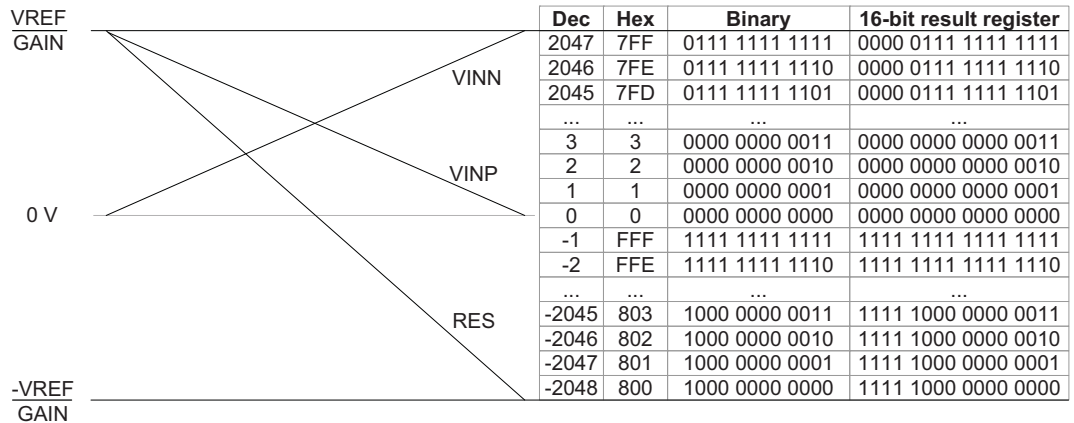 VREF
GAIN
VINN
VINP
0 V
RES
-VREF
GAIN
Dec Hex Binary 16-bit result register
2047 7FF 0111 1111 1111 0000 0111 1111 1111
2046 7FE 0111 1111 1110 0000 0111 1111 1110
2045 7FD 0111 1111 1101 0000 0111 1111 1101
... ... ... ...
3 3 0000 0000 0011 0000 0000 0000 0011
2 2 0000 0000 0010 0000 0000 0000 0010
1 1 0000 0000 0001 0000 0000 0000 0001
0 0 0000 0000 0000 0000 0000 0000 0000
-1 FFF 1111 1111 1111 1111 1111 1111 1111
-2 FFE 1111 1111 1110 1111 1111 1111 1110
... ... ... ...
-2045 803 1000 0000 0011 1111 1000 0000 0011
-2046 802 1000 0000 0010 1111 1000 0000 0010
-2047 801 1000 0000 0001 1111 1000 0000 0001
-2048 800 1000 0000 0000 1111 1000 0000 0000